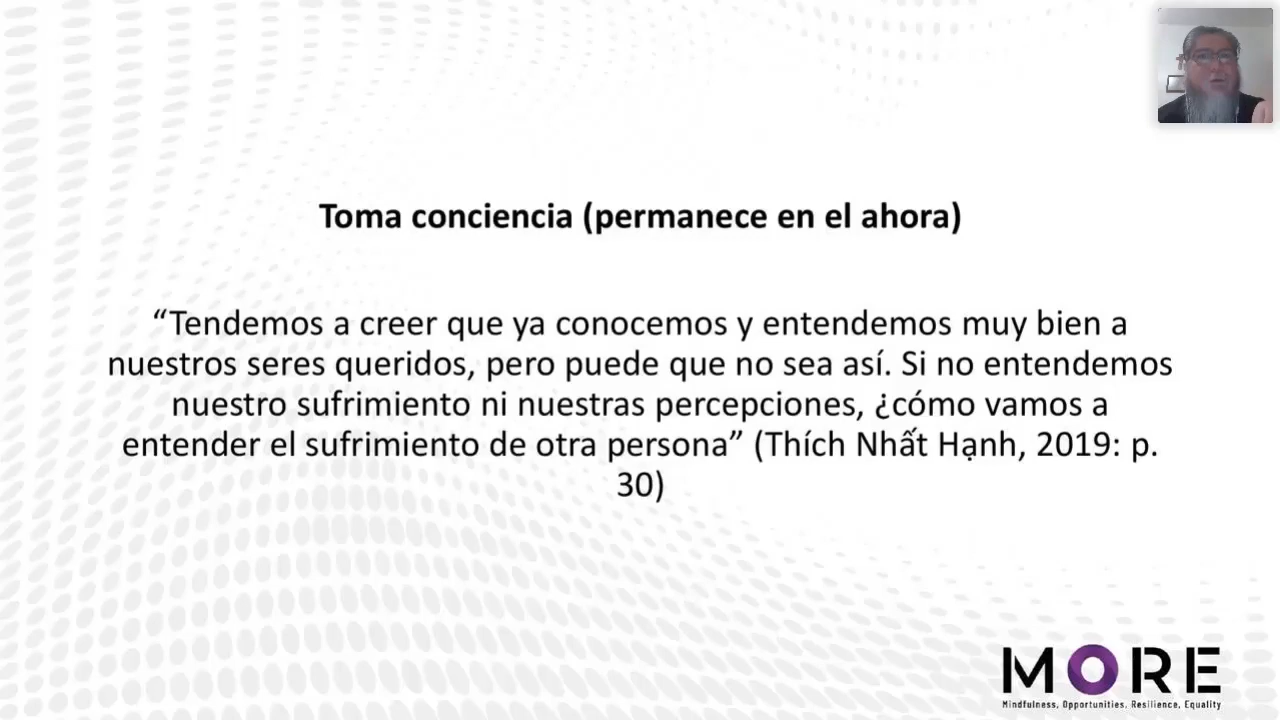 Toma conciencia (permanece en el ahora)
“Tendemos a creer que ya conocemos y entendemos muy bien a
nuestros seres queridos, pero puede que no sea así. Si no entendemos
nuestro sufrimiento ni nuestras percepciones, ¿cómo vamos a
entender el sufrimiento de otra persona” (Thích Nhất Hạnh, 2019: p.
30)
MORE
Mindfulness, Opportunities, Resilience, Equality